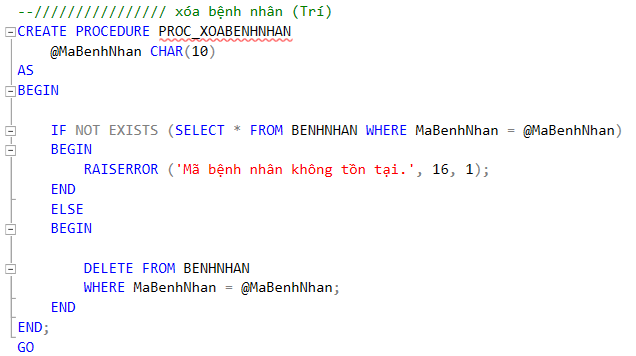 --//////////////// xóa bệnh nhân (Trí)
CREATE PROCEDURE PROC_XOABENHNHAN
    @MaBenhNhan CHAR(10)
AS
BEGIN
    IF NOT EXISTS (SELECT * FROM BENHNHAN WHERE MaBenhNhan = @MaBenhNhan)
    BEGIN
        RAISERROR ('Mã bệnh nhân không tồn tại.', 16, 1);
    END
    ELSE
    BEGIN
        DELETE FROM BENHNHAN
        WHERE MaBenhNhan = @MaBenhNhan;
    END
END;
GO